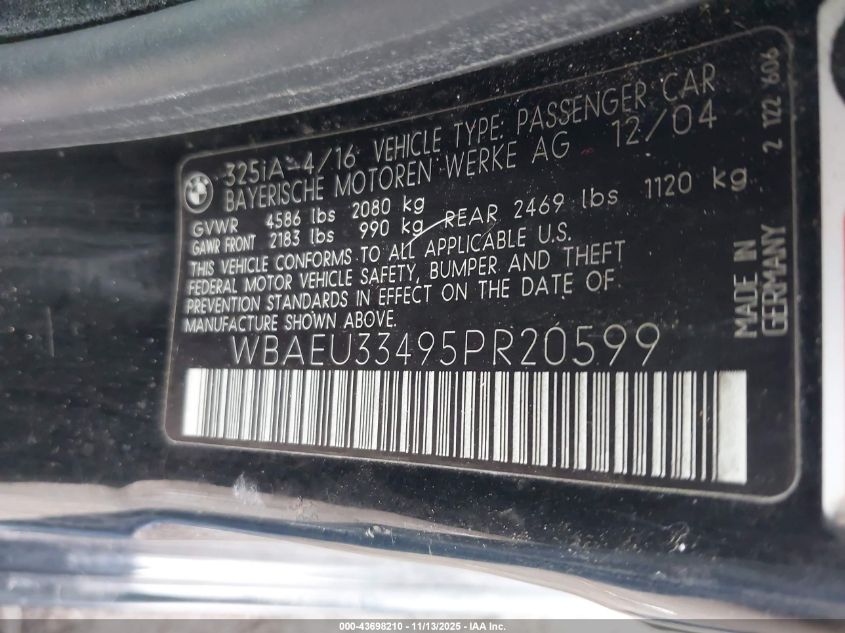 325iA-4/16 VEHICLE TYPE: PASSENGER CAR
BAYERISCHE MOTOREN WERKE AG 12/04
GVWR 4586 lbs 2080 kg
GAWR FRONT 2183 lbs 990 kg REAR 2469 lbs 1120 kg
THIS VEHICLE CONFORMS TO ALL APPLICABLE U.S.
FEDERAL MOTOR VEHICLE SAFETY, BUMPER AND THEFT
PREVENTION STANDARDS IN EFFECT ON THE DATE OF
MANUFACTURE SHOWN ABOVE.
WBAEU33495PR20599
MADE IN
GERMANY
2 122 606
000-43698210 - 11/13/2025 - IAA Inc.